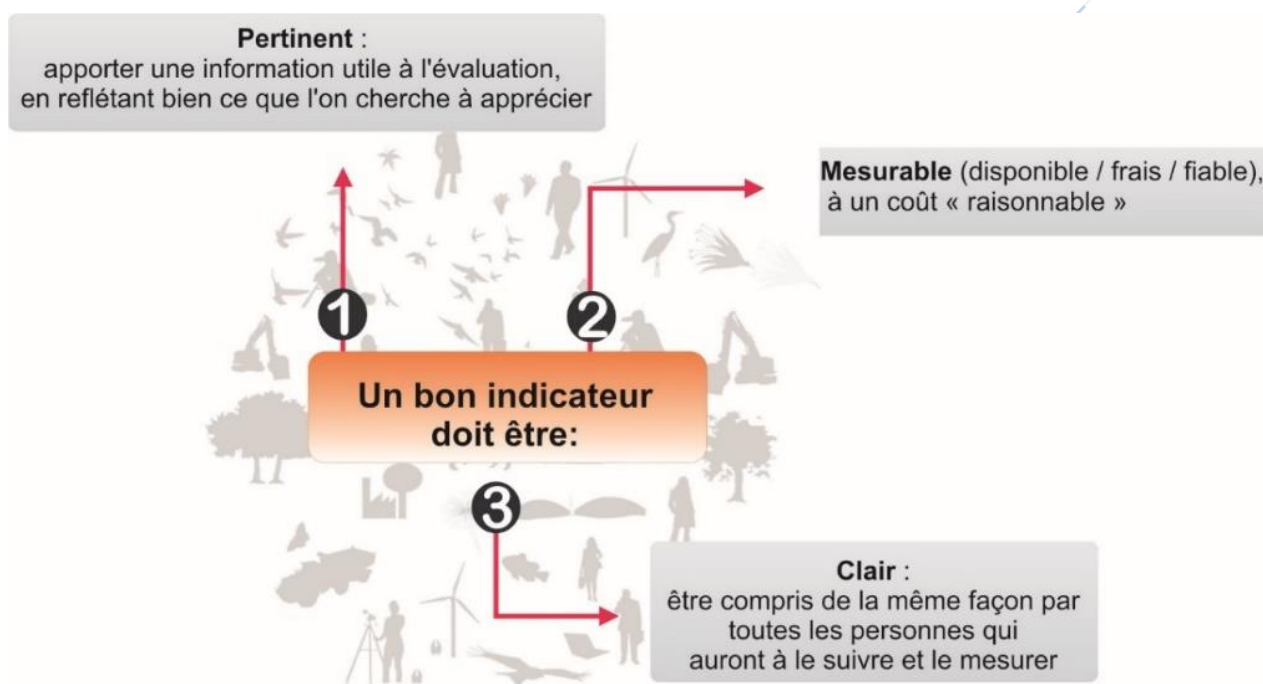 Pertinent :
apporter une information utile à l'évaluation,
en reflétant bien ce que l'on cherche à apprécier
Mesurable (disponible / frais / fiable),
à un coût « raisonnable »
1
2
Un bon indicateur
doit être:
3
Clair :
être compris de la même façon par
toutes les personnes qui
auront à le suivre et le mesurer